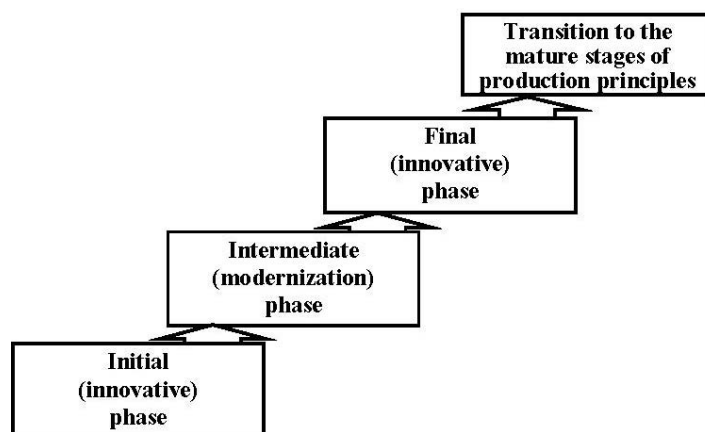 Transition to the
mature stages of
production principles
Final
(innovative)
phase
Intermediate
(modernization)
phase
Initial
(innovative)
phase